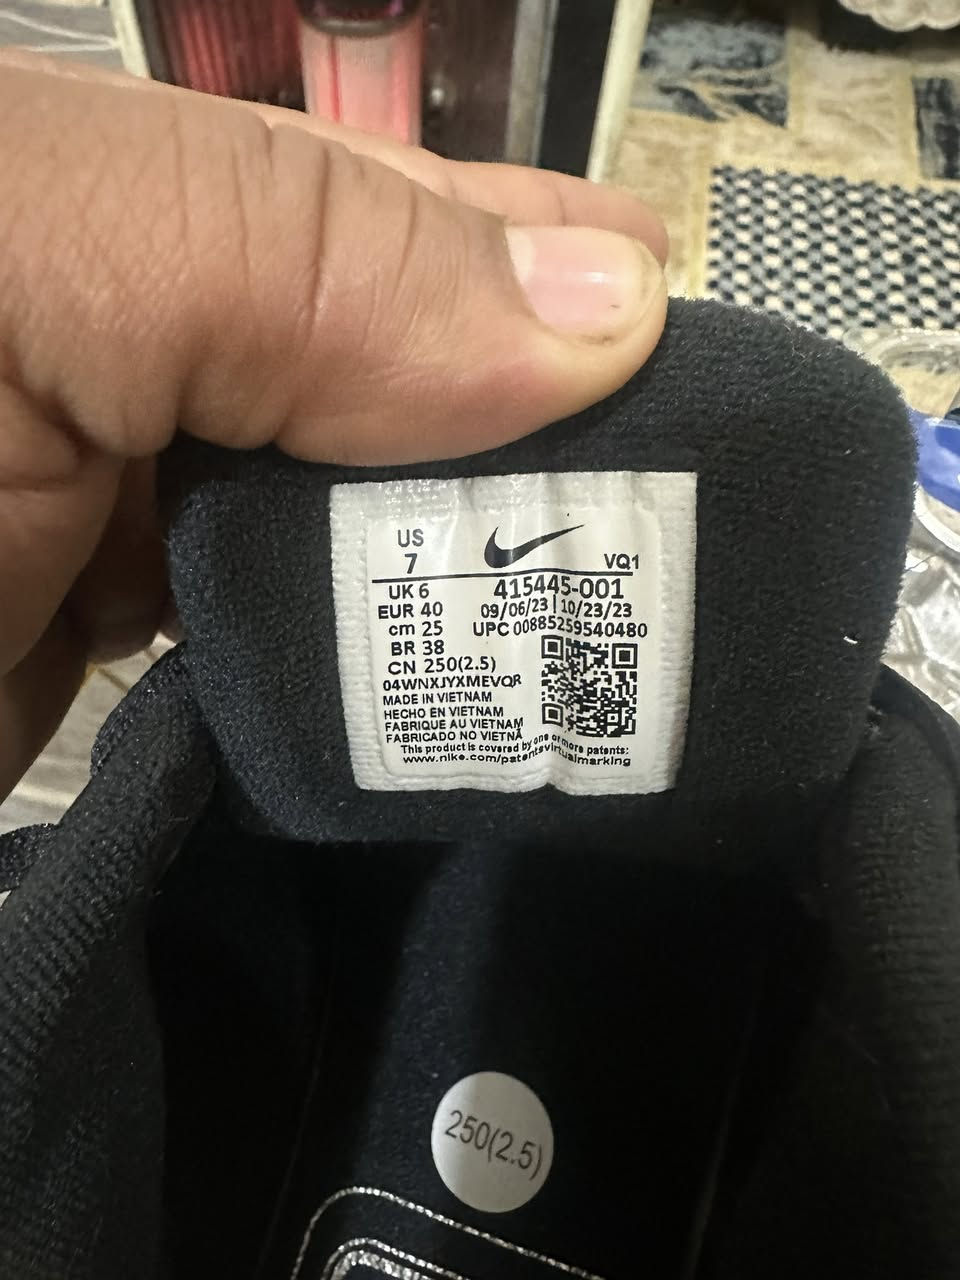 US
7
VQ1
UK 6
415445-001
EUR 40
09/06/23 | 10/23/23
cm 25
UPC 00885259540480
BR 38
CN 250(2.5)
04WNXJYXMEVQR
MADE IN VIETNAM
HECHO EN VIETNAM
FABRIQUE AU VIETNAM
FABRICADO NO VIETNÃ
This product is covered by one or more patents:
www.nike.com/patentsvirtualmarking
250(2.5)